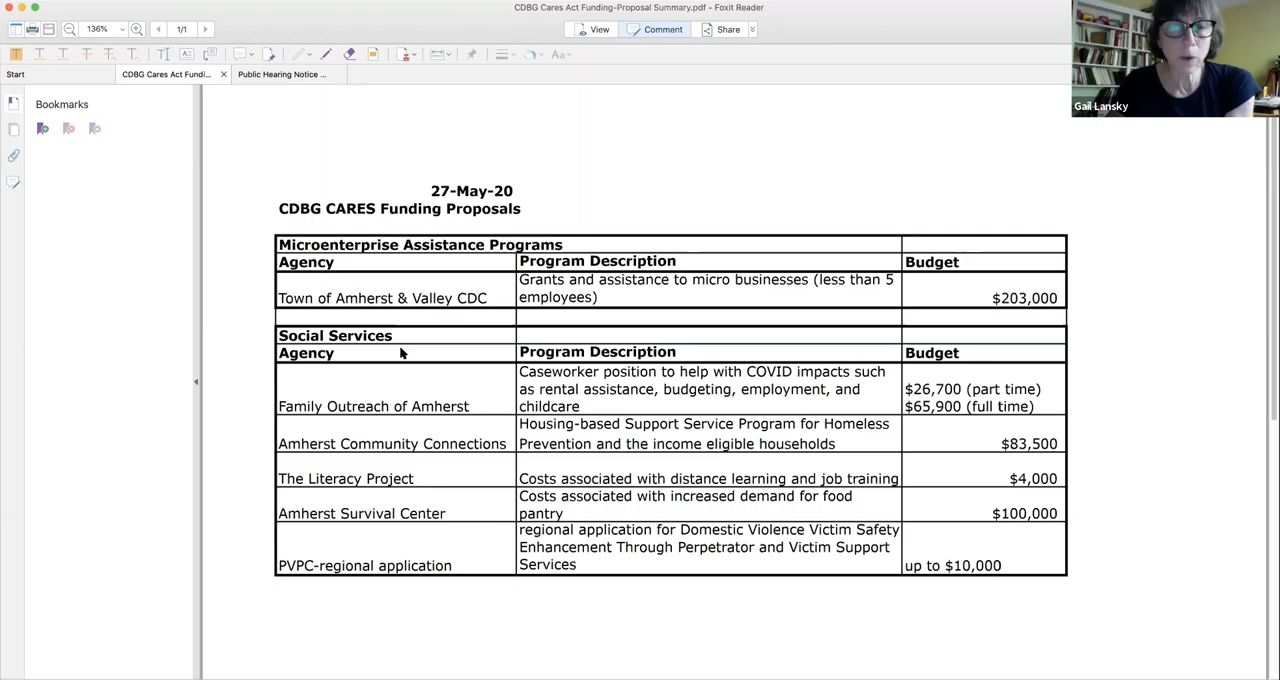 CDBG Cares Act Funding-Proposal Summary.pdf - Foxit Reader
136%
1/1
View
Comment
Share
Start
CDBG Cares Act Fundi...
Public Hearing Notice ...
Bookmarks
Gail Lansky
27-May-20
CDBG CARES Funding Proposals
Microenterprise Assistance Programs
Agency
Program Description
Budget
Town of Amherst & Valley CDC
Grants and assistance to micro businesses (less than 5
employees)
$203,000
Social Services
Agency
Program Description
Budget
Family Outreach of Amherst
Caseworker position to help with COVID impacts such
as rental assistance, budgeting, employment, and
childcare
$26,700 (part time)
$65,900 (full time)
Amherst Community Connections
Housing-based Support Service Program for Homeless
Prevention and the income eligible households
$83,500
The Literacy Project
Costs associated with distance learning and job training
$4,000
Amherst Survival Center
Costs associated with increased demand for food
pantry
$100,000
PVPC-regional application
regional application for Domestic Violence Victim Safety
Enhancement Through Perpetrator and Victim Support
Services
up to $10,000